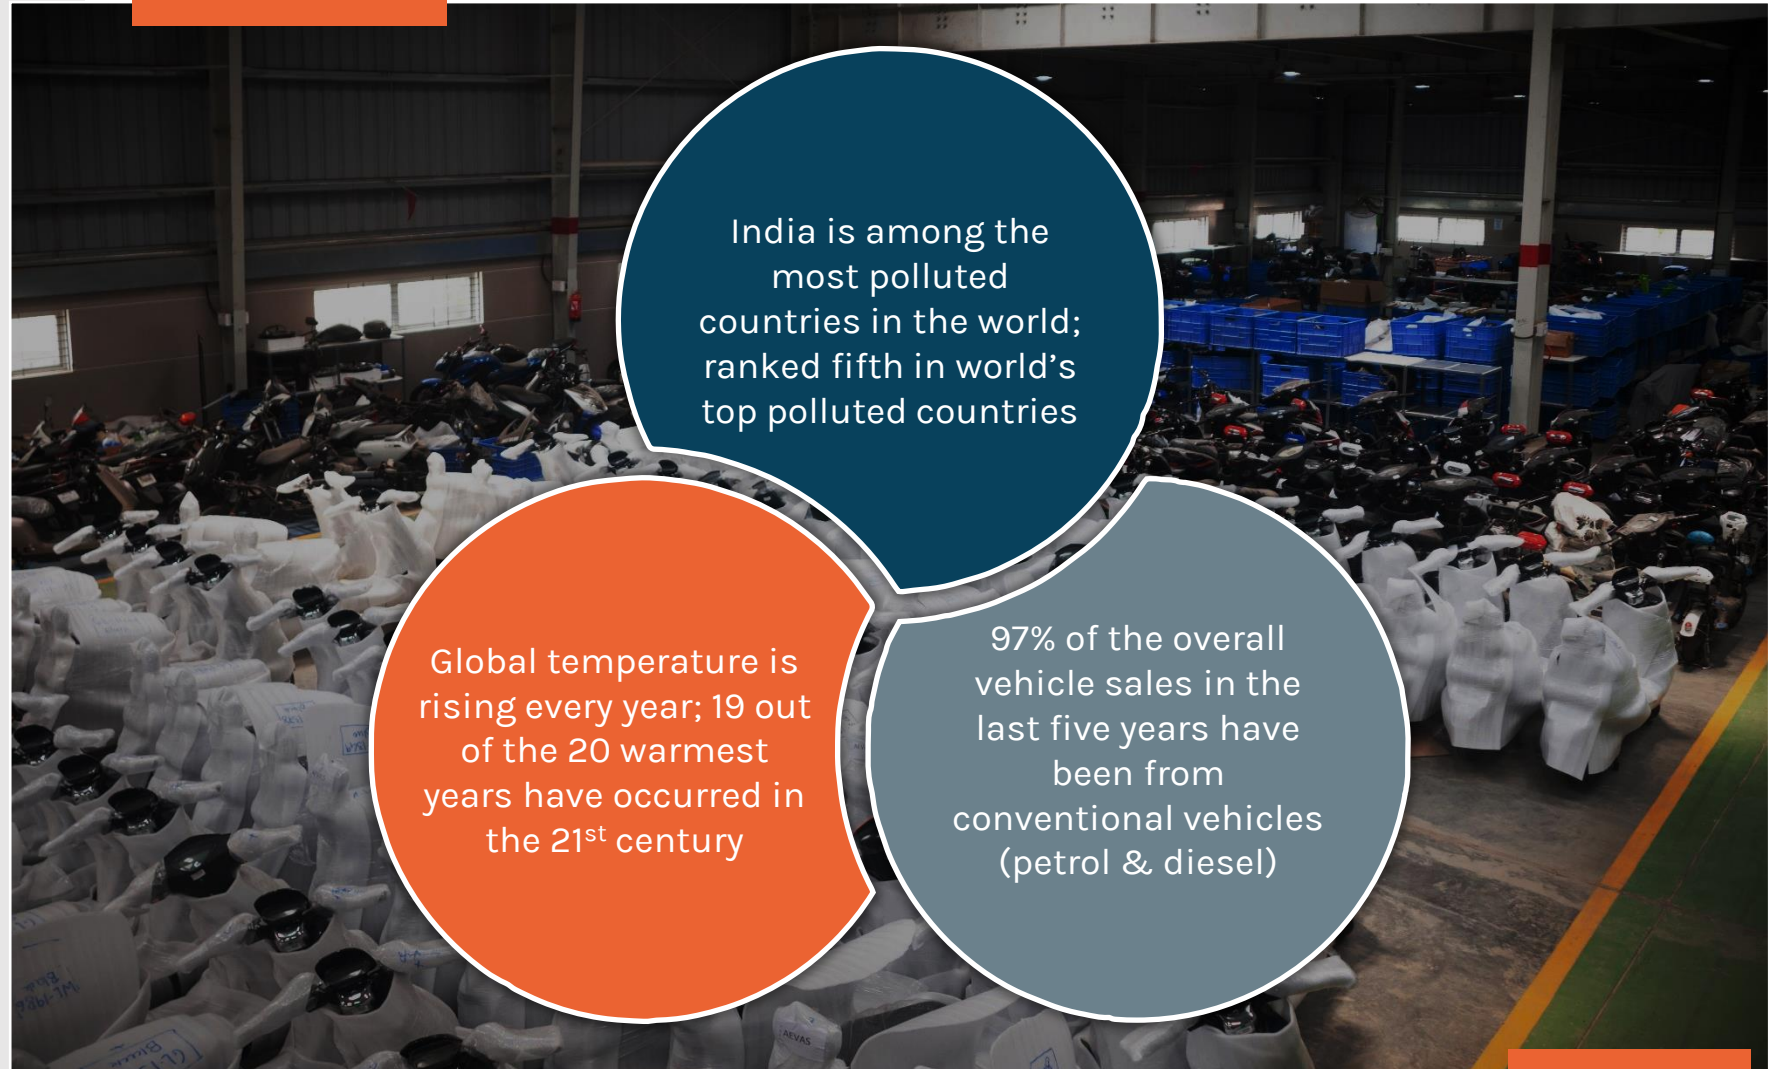 India is among the
most polluted
countries in the world;
ranked fifth in world’s
top polluted countries
Global temperature is
rising every year; 19 out
of the 20 warmest
years have occurred in
the 21st century
97% of the overall
vehicle sales in the
last five years have
been from
conventional vehicles
(petrol & diesel)
AEVAS